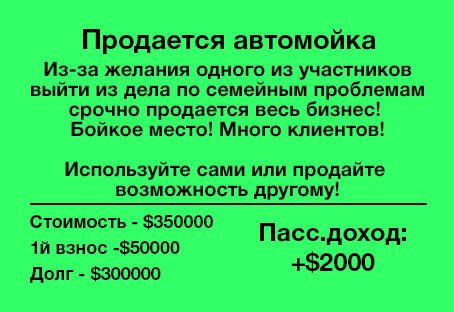 Продается автомойка
Из-за желания одного из участников
выйти из дела по семейным проблемам
срочно продается весь бизнес!
Бойкое место! Много клиентов!
Используйте сами или продайте
возможность другому!
Стоимость - $350000
1й взнос -$50000
Долг - $300000
Пасс.доход:
+$2000